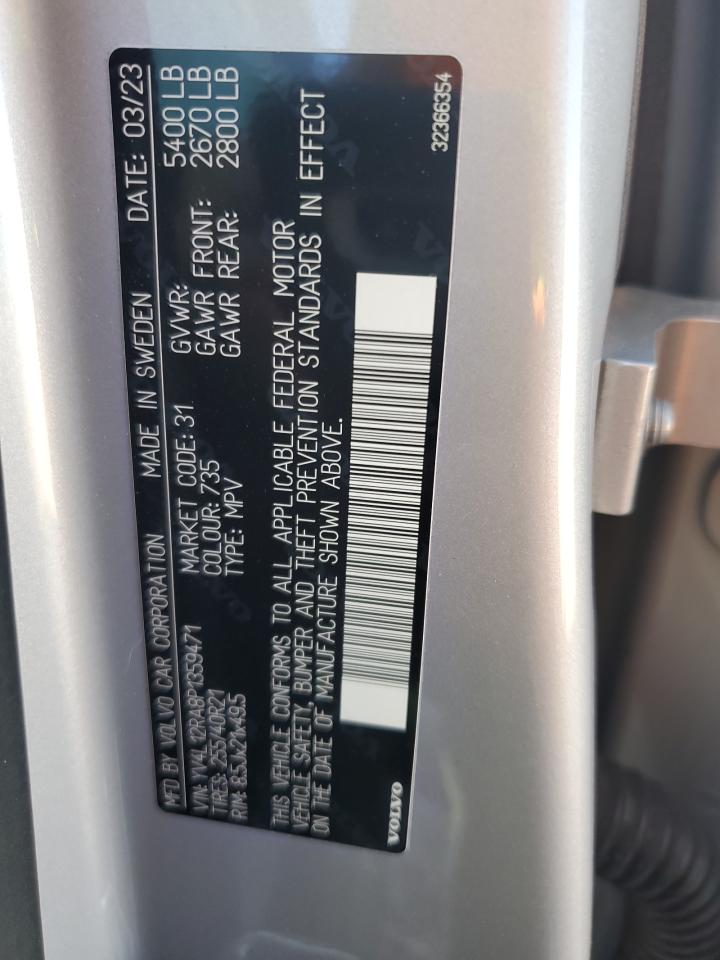 MFD BY VOLVO CAR CORPORATION MADE IN SWEDEN DATE: 03/23
VIN: YV4L12RA8P1359471 MARKET CODE: 31 GVWR: 5400 LB
TIRES: 255/40R21 COLOUR: 735 GAWR FRONT: 2670 LB
RIM: 8.5Jx21x49.5 TYPE: MPV GAWR REAR: 2800 LB
THIS VEHICLE CONFORMS TO ALL APPLICABLE FEDERAL MOTOR
VEHICLE SAFETY, BUMPER AND THEFT PREVENTION STANDARDS IN EFFECT
ON THE DATE OF MANUFACTURE SHOWN ABOVE.
VOLVO
32366354